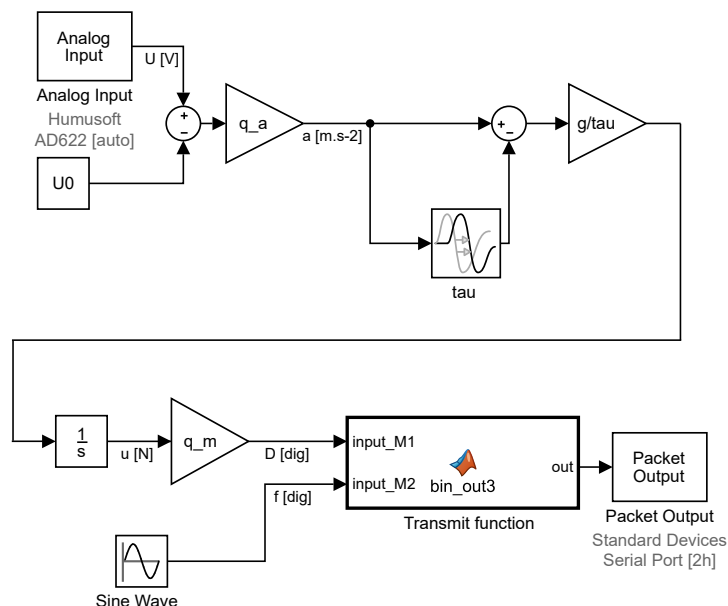 Analog
Input
U [V]
Analog Input
Humusoft
AD622 [auto]
U0
+
−
q_a
a [m.s-2]
+
−
g/tau
tau
1
s
u [N]
q_m
D [dig]
f [dig]
input_M1
input_M2
bin_out3
out
Transmit function
Packet
Output
Packet Output
Standard Devices
Serial Port [2h]
Sine Wave